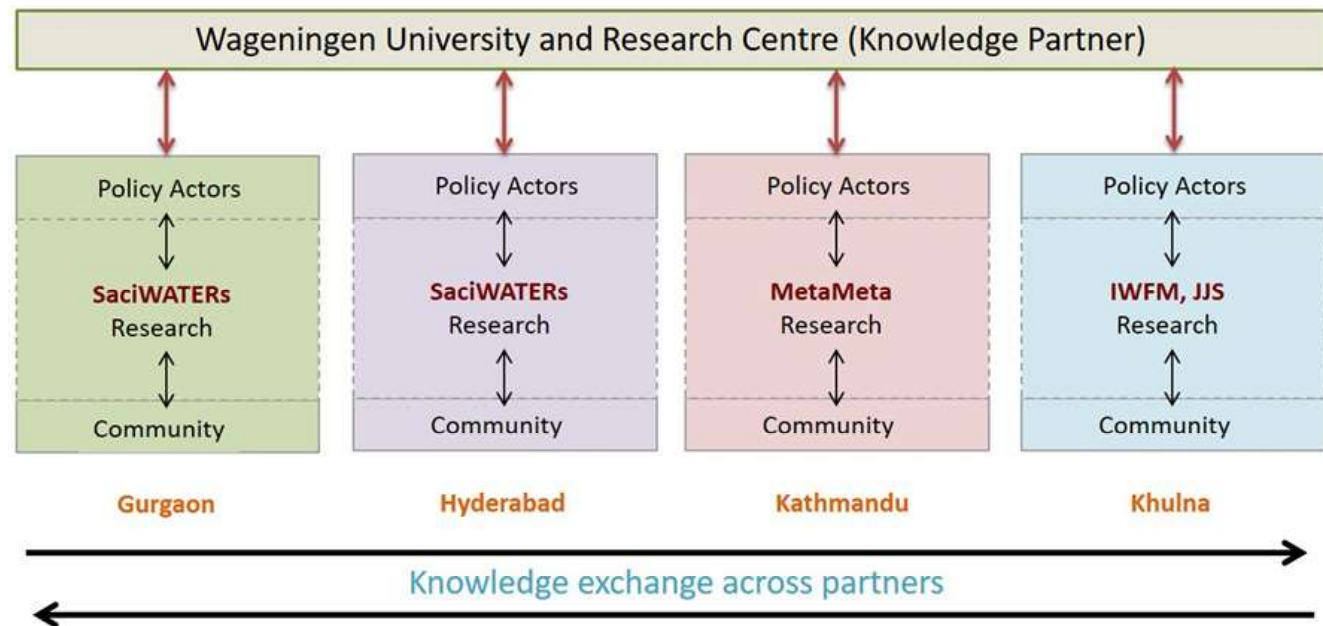 Wageningen University and Research Centre (Knowledge Partner)
Policy Actors
SaciWATERs
Research
Community
Gurgaon
Policy Actors
SaciWATERs
Research
Community
Hyderabad
Policy Actors
MetaMeta
Research
Community
Kathmandu
Policy Actors
IWFM, JJS
Research
Community
Khulna
Knowledge exchange across partners